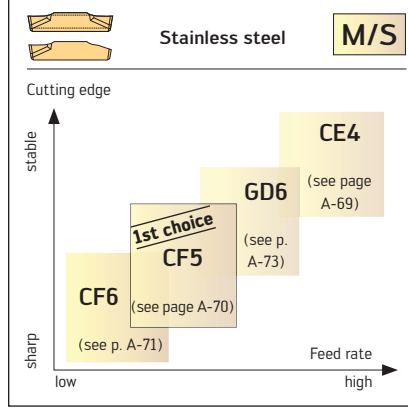 Stainless steel
M/S
Cutting edge
stable
sharp
CE4
(see page
A-69)
GD6
(see p.
A-73)
1st choice
CF5
(see page A-70)
CF6
(see p. A-71)
Feed rate
low
high